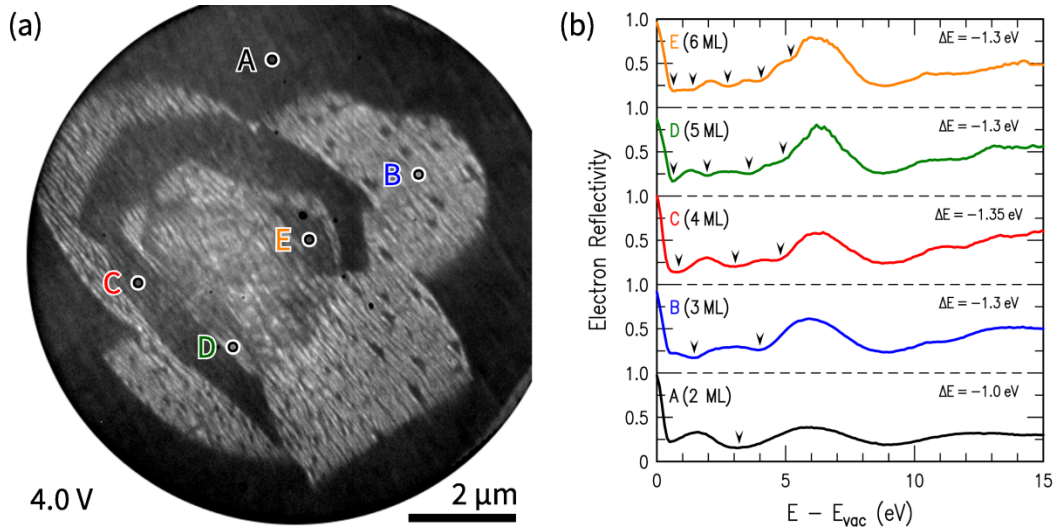 (a)
A
B
E
C
D
4.0 V
2 μm
(b)
Electron Reflectivity
1.0
E (6 ML)
ΔE = −1.3 eV
0.5
1.0
D (5 ML)
ΔE = −1.3 eV
0.5
1.0
C (4 ML)
ΔE = −1.35 eV
0.5
1.0
B (3 ML)
ΔE = −1.3 eV
0.5
1.0
A (2 ML)
ΔE = −1.0 eV
0.5
0
0 5 10 15
E − Evac (eV)